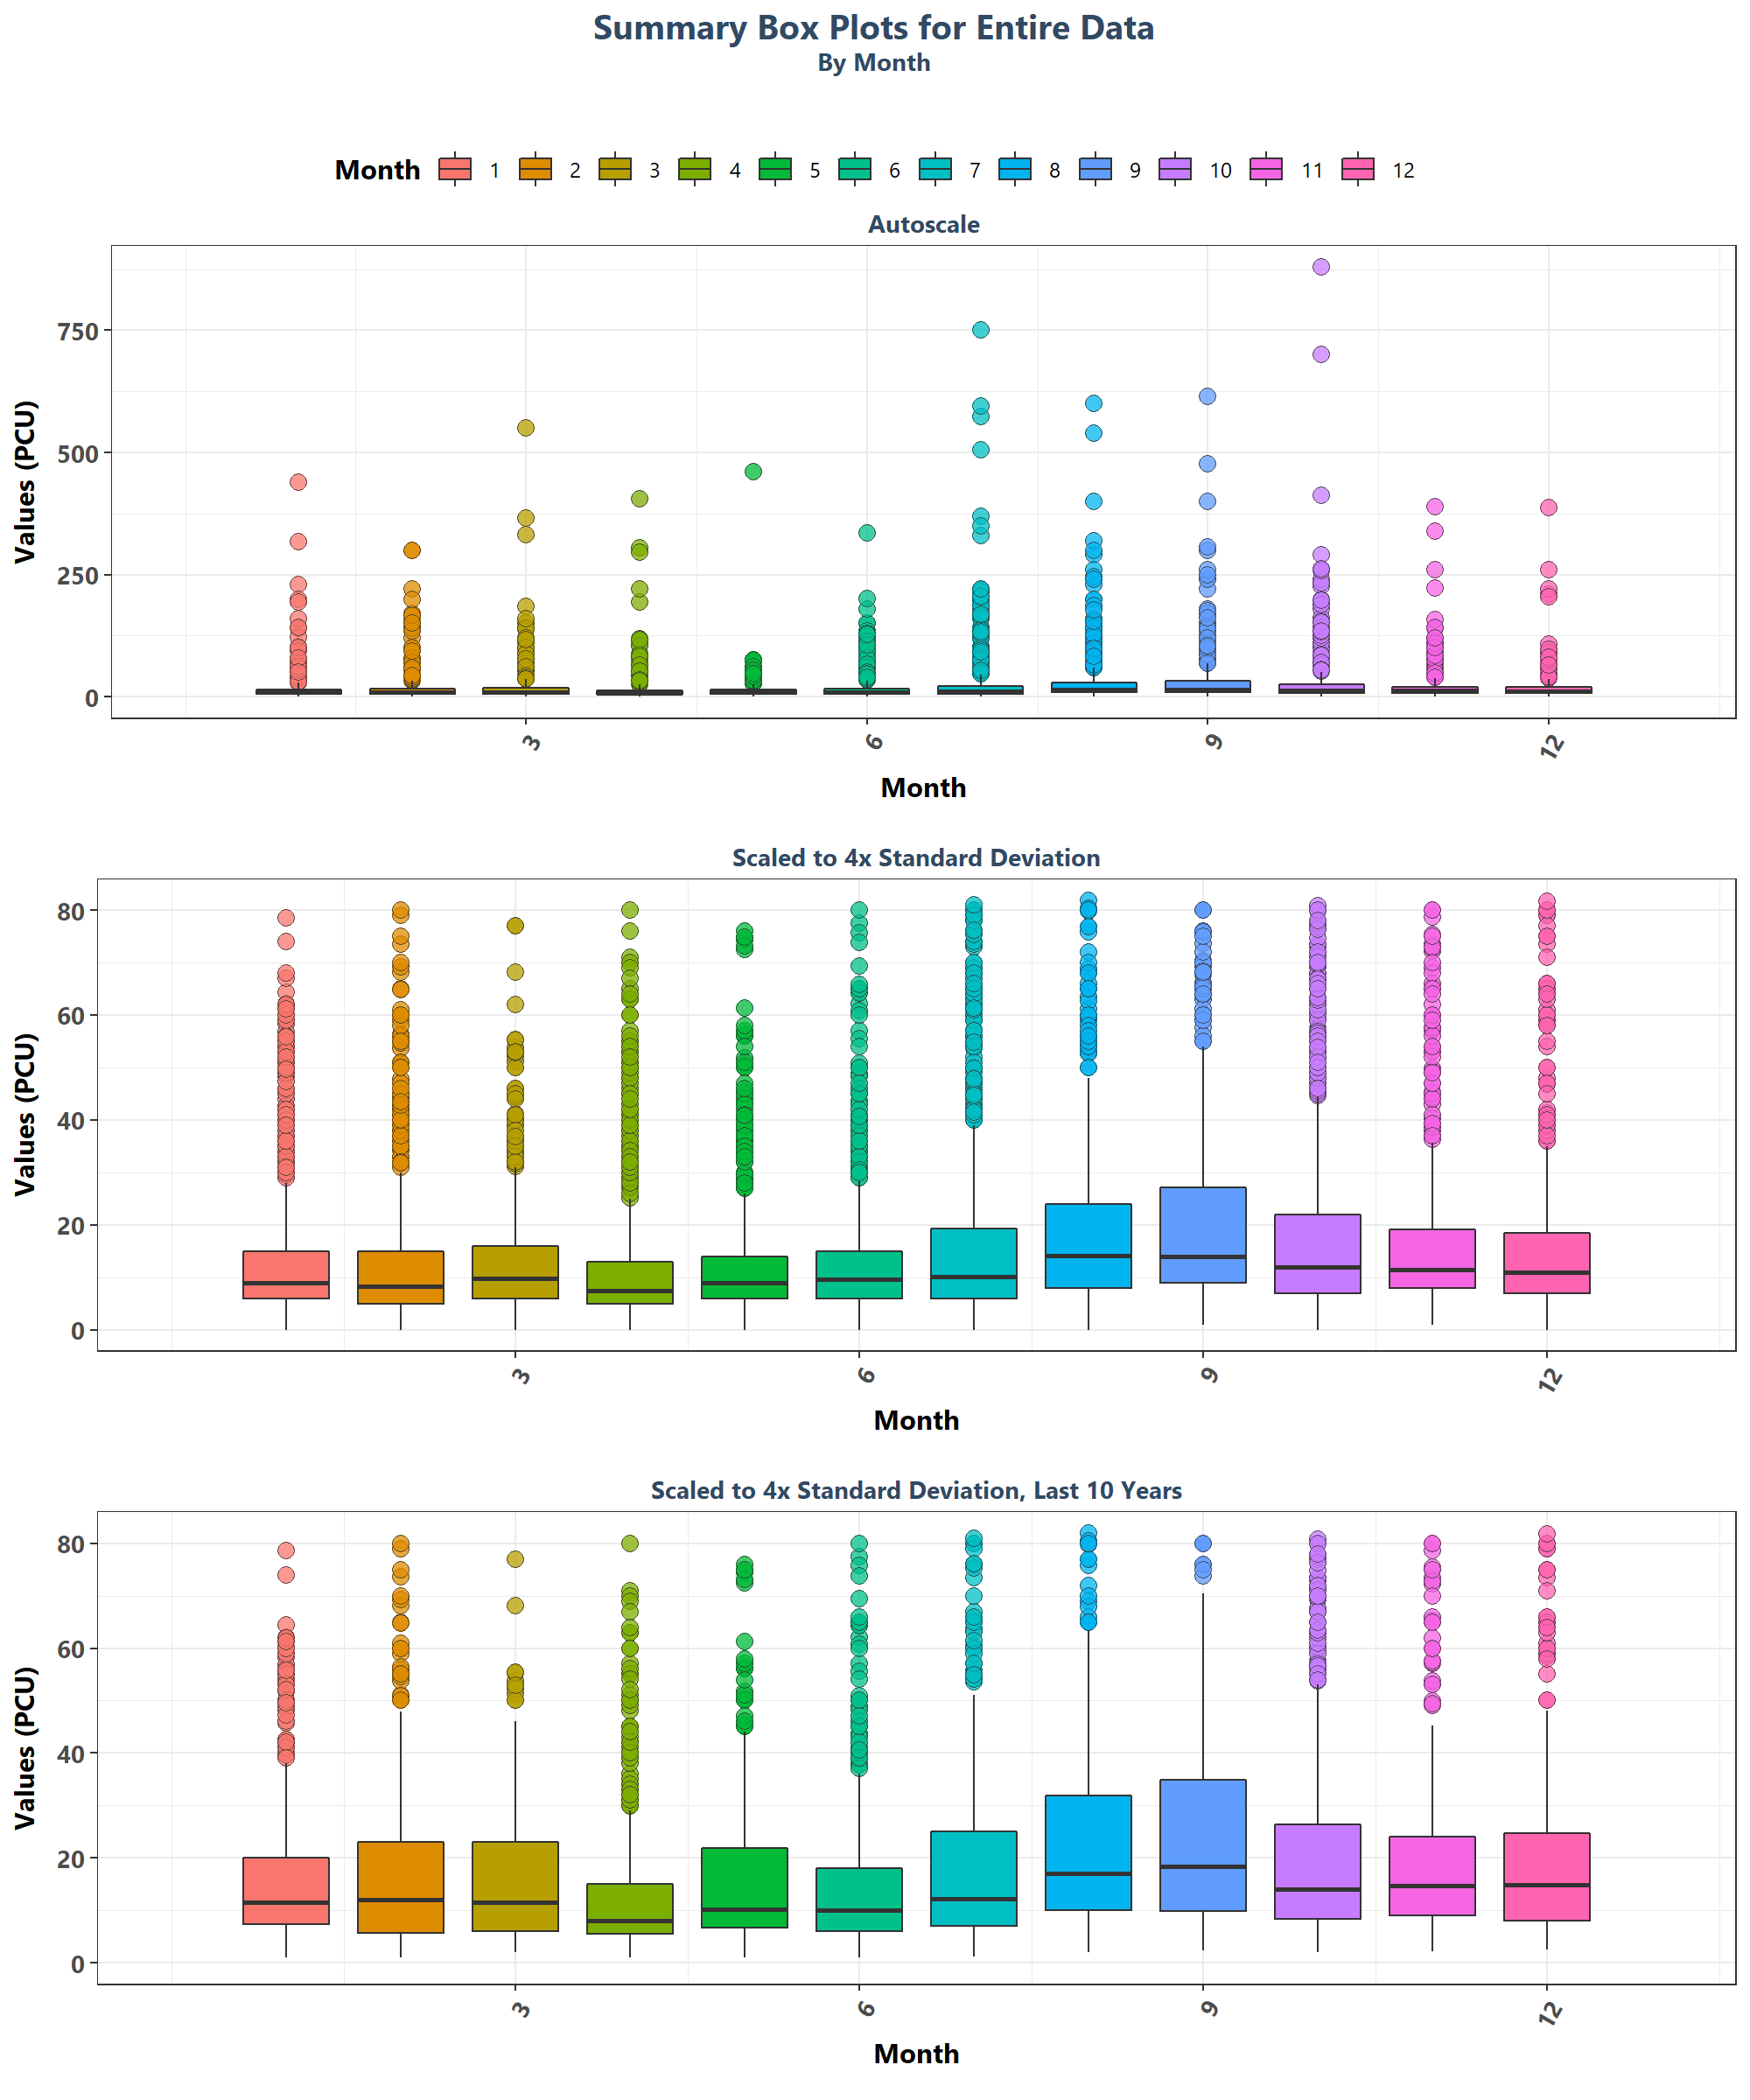 Summary Box Plots for Entire Data
By Month
Month 1 2 3 4 5 6 7 8 9 10 11 12
Autoscale
Values (PCU)
750
500
250
0
3 6 9 12
Month
Scaled to 4x Standard Deviation
Values (PCU)
80
60
40
20
0
3 6 9 12
Month
Scaled to 4x Standard Deviation, Last 10 Years
Values (PCU)
80
60
40
20
0
3 6 9 12
Month